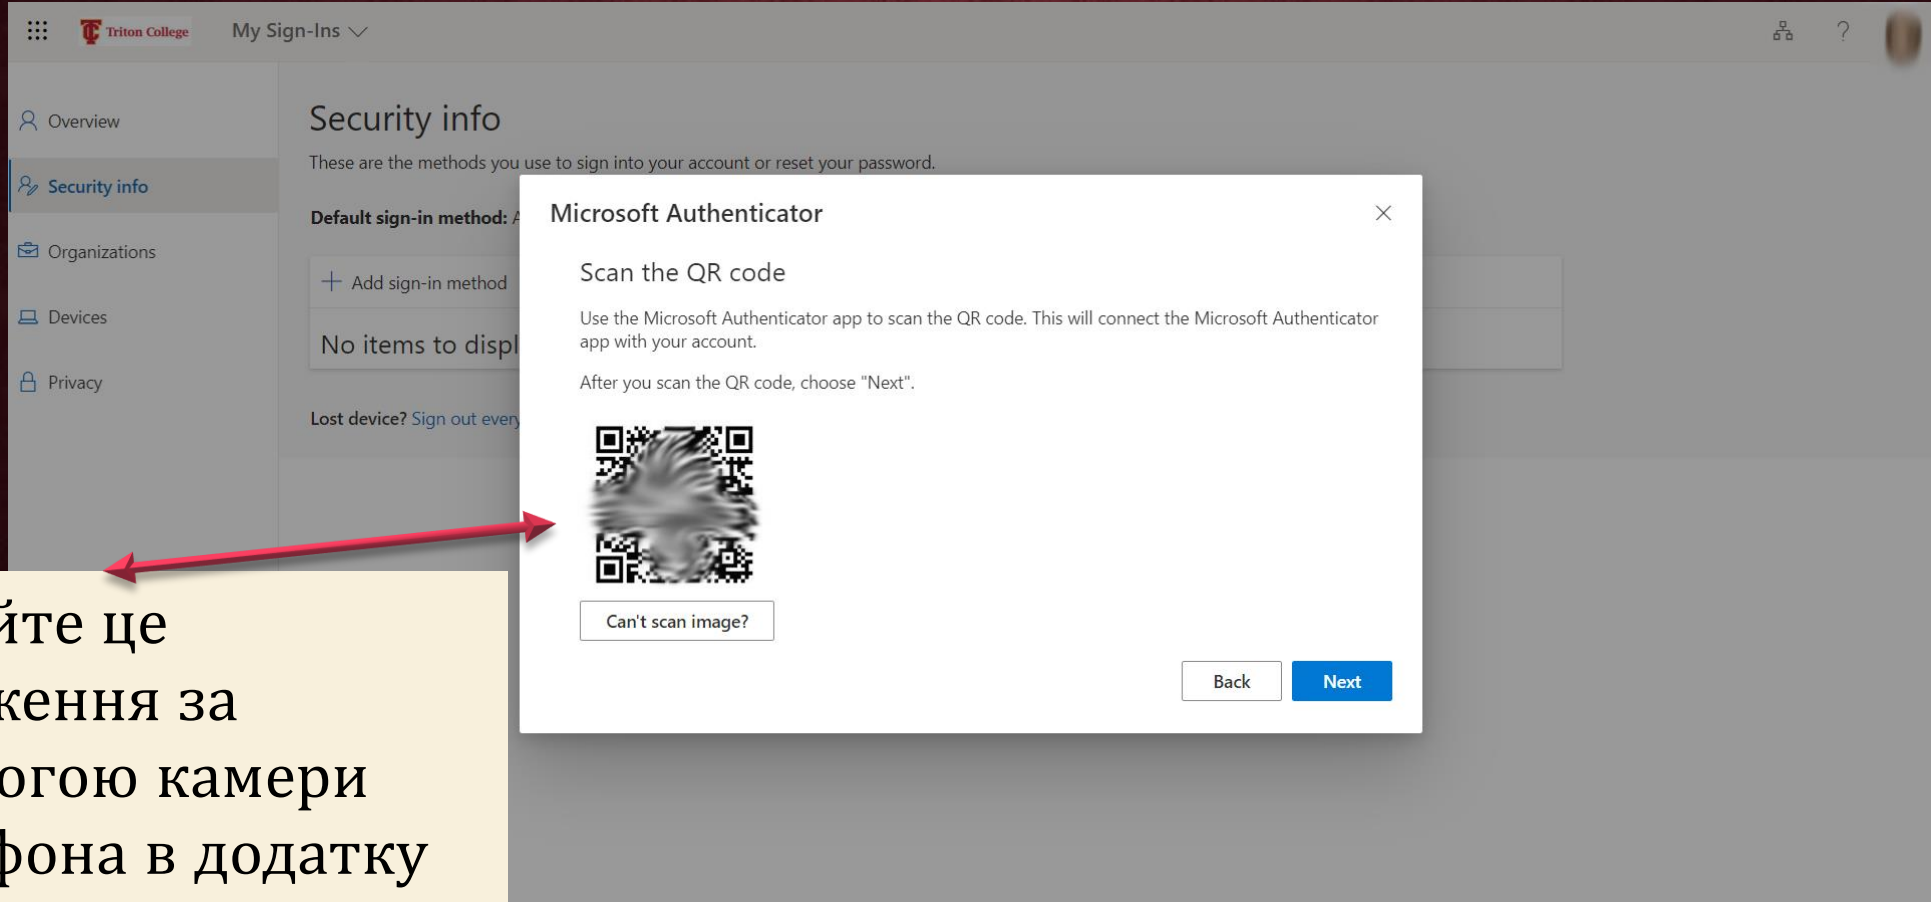 Triton College
My Sign-Ins
?
Overview
Security info
Organizations
Devices
Privacy
Security info
These are the methods you use to sign into your account or reset your password.
Default sign-in method:
+ Add sign-in method
No items to displ
Lost device? Sign out every
Microsoft Authenticator
Scan the QR code
Use the Microsoft Authenticator app to scan the QR code. This will connect the Microsoft Authenticator
app with your account.
After you scan the QR code, choose "Next".
Can't scan image?
Back
Next
йте це
ження за
огою камери
фона в додатку